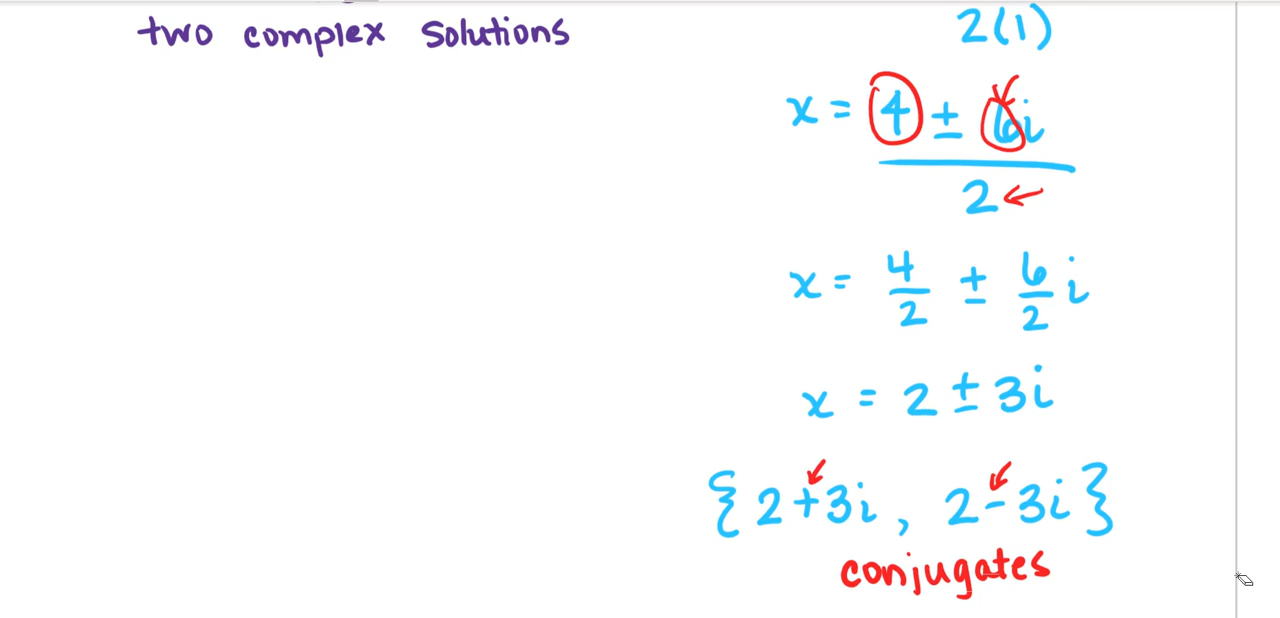 two complex solutions
2(1)
x = 4 ± 6i
2
x = 4/2 ± 6/2 i
x = 2 ± 3i
{ 2+3i, 2-3i }
conjugates